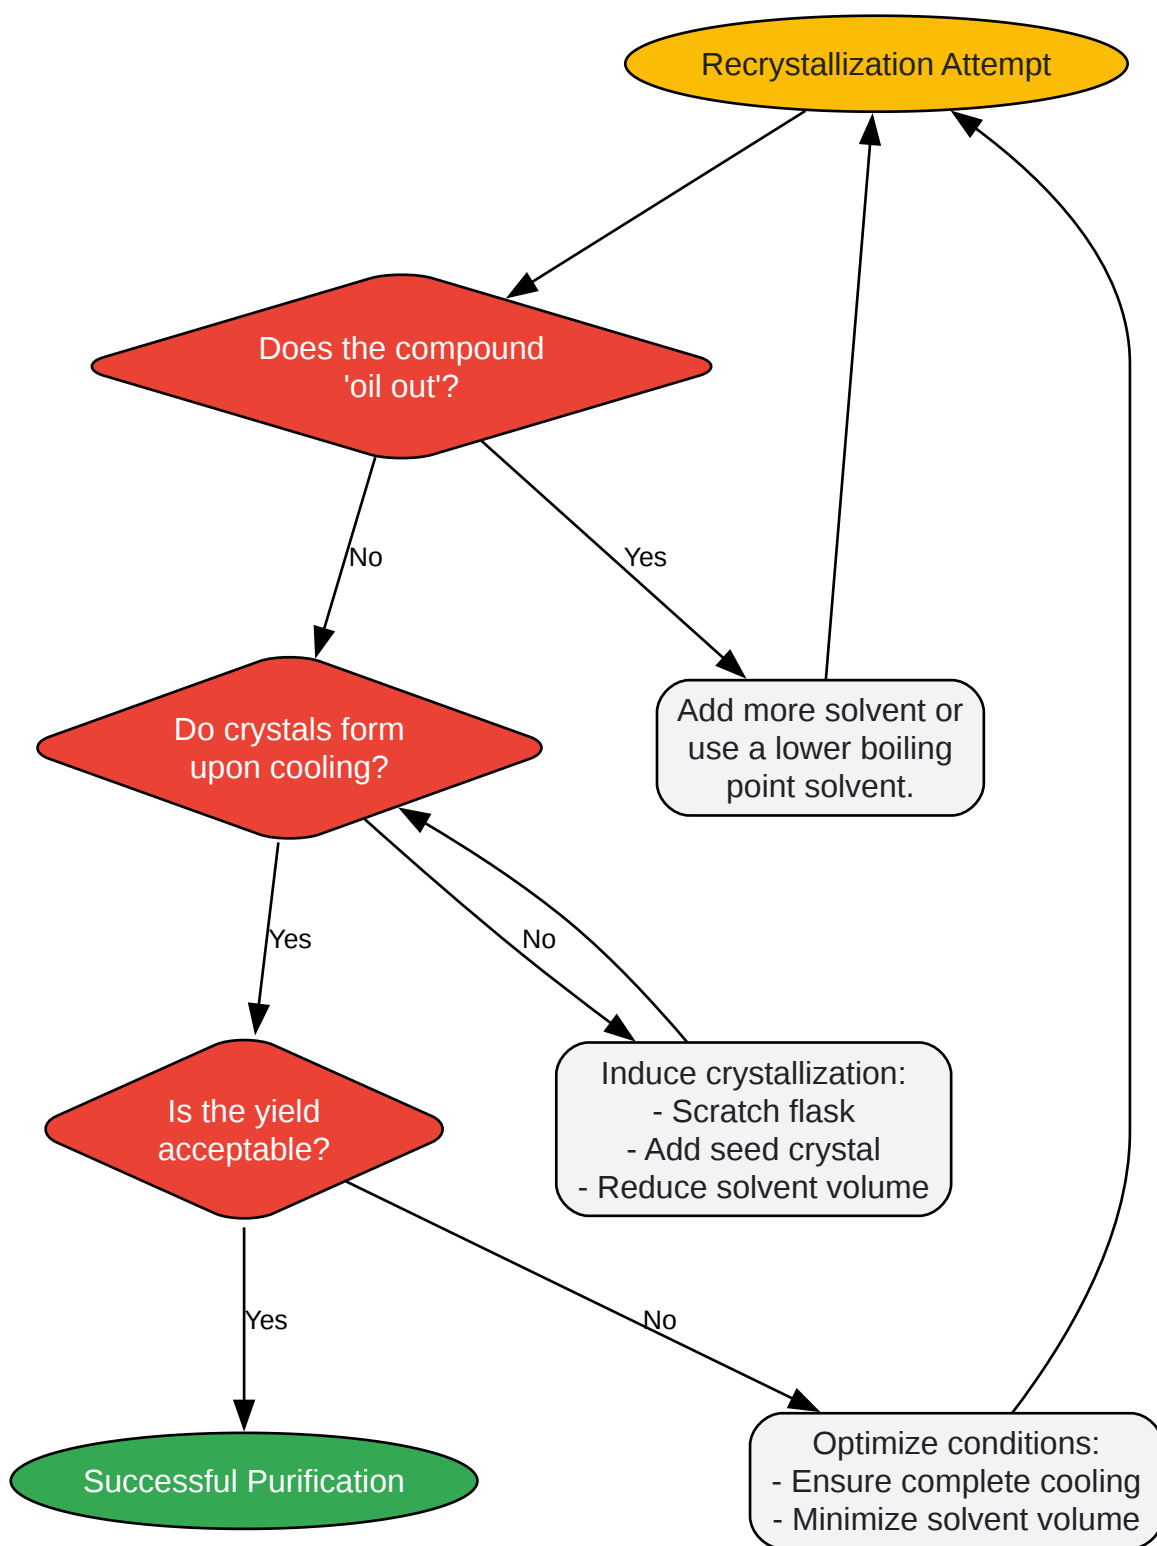 Recrystallization Attempt
Does the compound
'oil out'?
No
Yes
Add more solvent or
use a lower boiling
point solvent.
Do crystals form
upon cooling?
Yes
No
Induce crystallization:
- Scratch flask
- Add seed crystal
- Reduce solvent volume
Is the yield
acceptable?
Yes
No
Successful Purification
Optimize conditions:
- Ensure complete cooling
- Minimize solvent volume